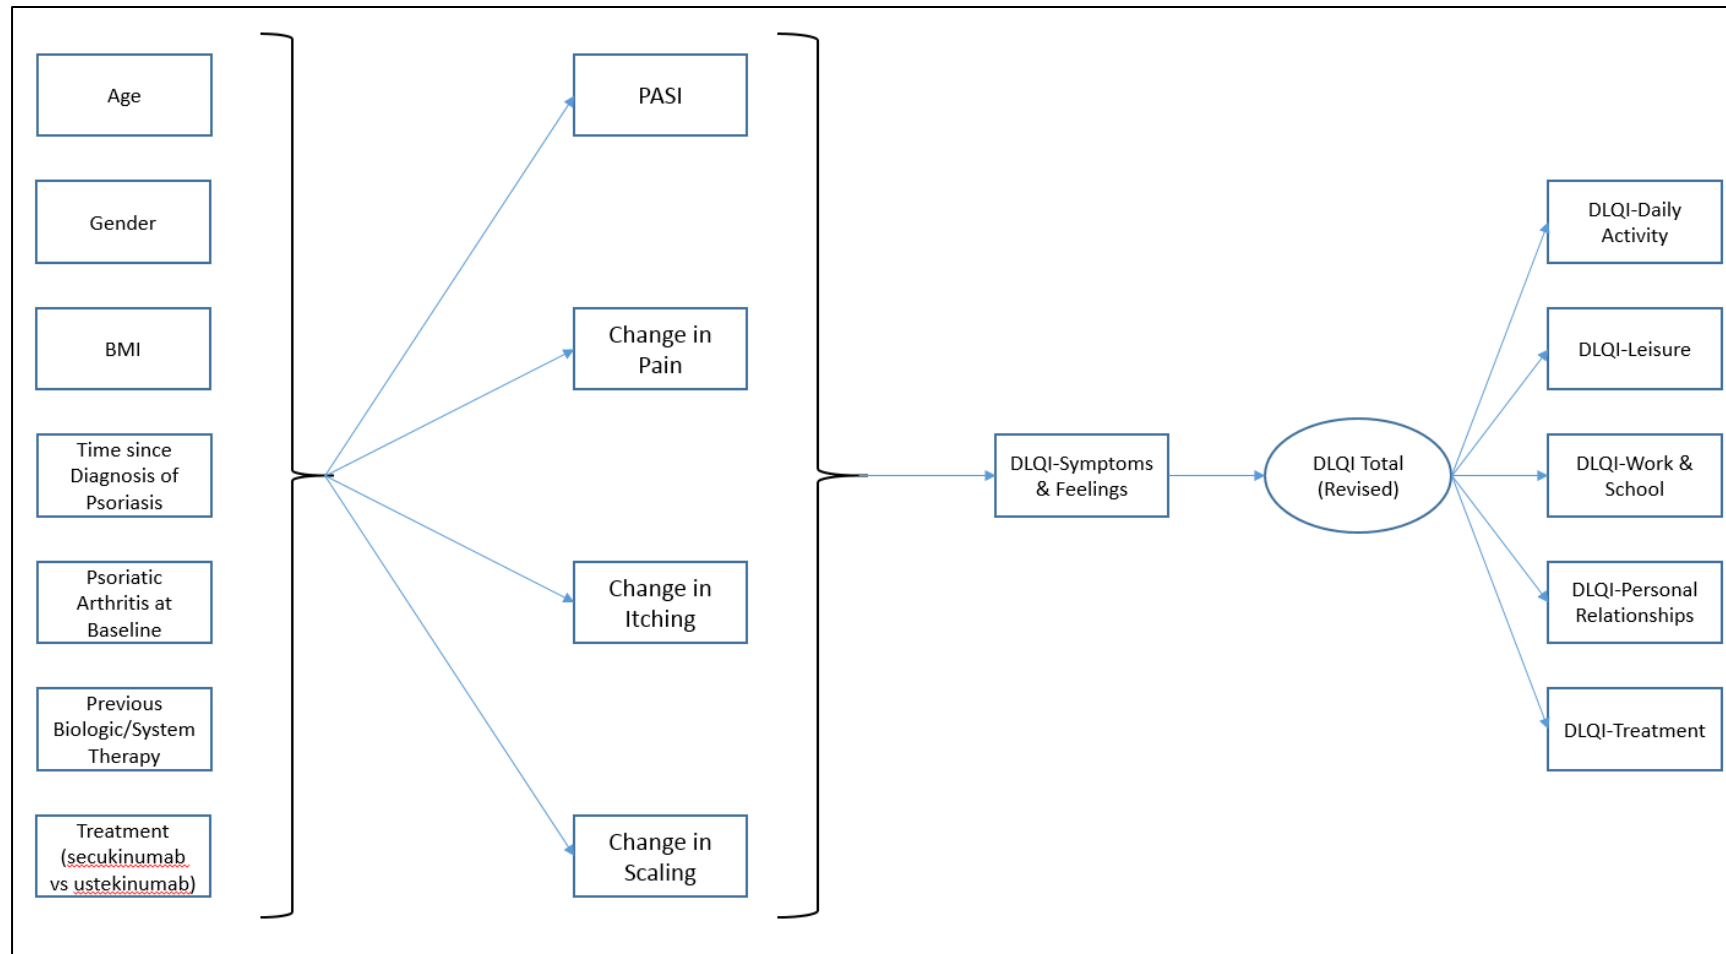 Age
Gender
BMI
Time since
Diagnosis of
Psoriasis
Psoriatic
Arthritis at
Baseline
Previous
Biologic/System
Therapy
Treatment
(secukinumab
vs ustekinumab)
PASI
Change in
Pain
Change in
Itching
Change in
Scaling
DLQI-Symptoms
& Feelings
DLQI Total
(Revised)
DLQI-Daily
Activity
DLQI-Leisure
DLQI-Work &
School
DLQI-Personal
Relationships
DLQI-Treatment